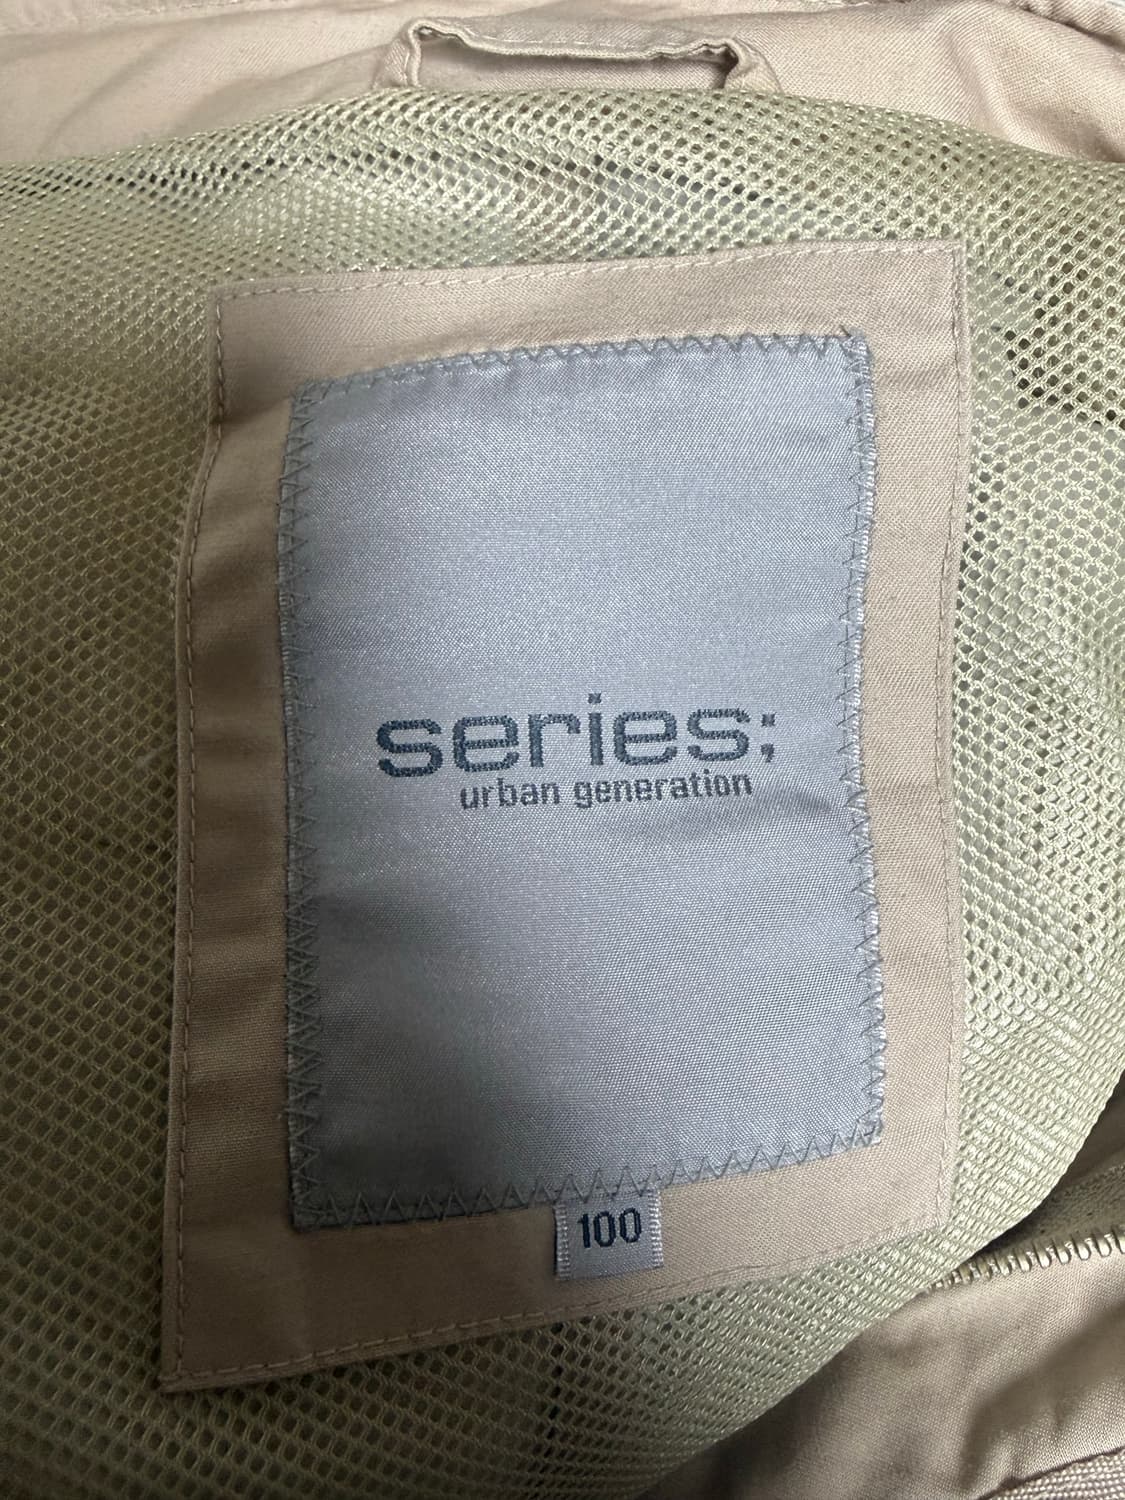 series;
urban generation
100